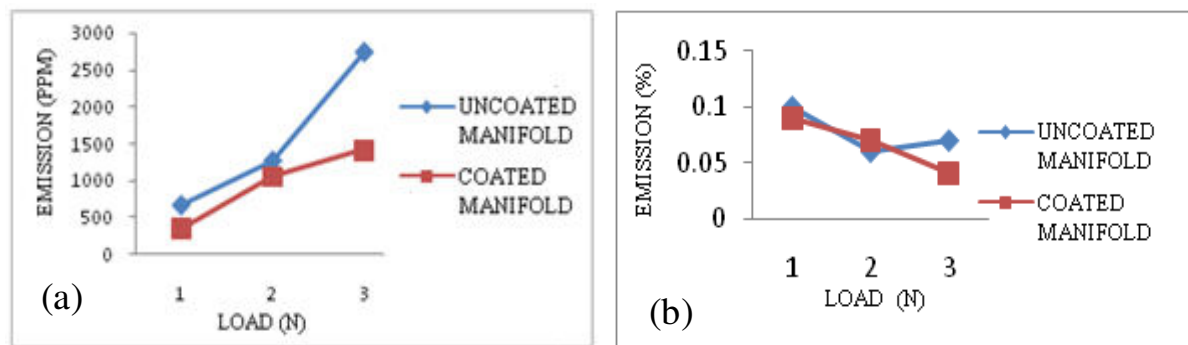 3000
2500
2000
1500
1000
500
0
EMISSION (PPM)
1 2 3
LOAD (N)
UNCOATED
MANIFOLD
COATED
MANIFOLD
(a)
0.15
0.1
0.05
0
EMISSION (%)
1 2 3
LOAD (N)
UNCOATED
MANIFOLD
COATED
MANIFOLD
(b)